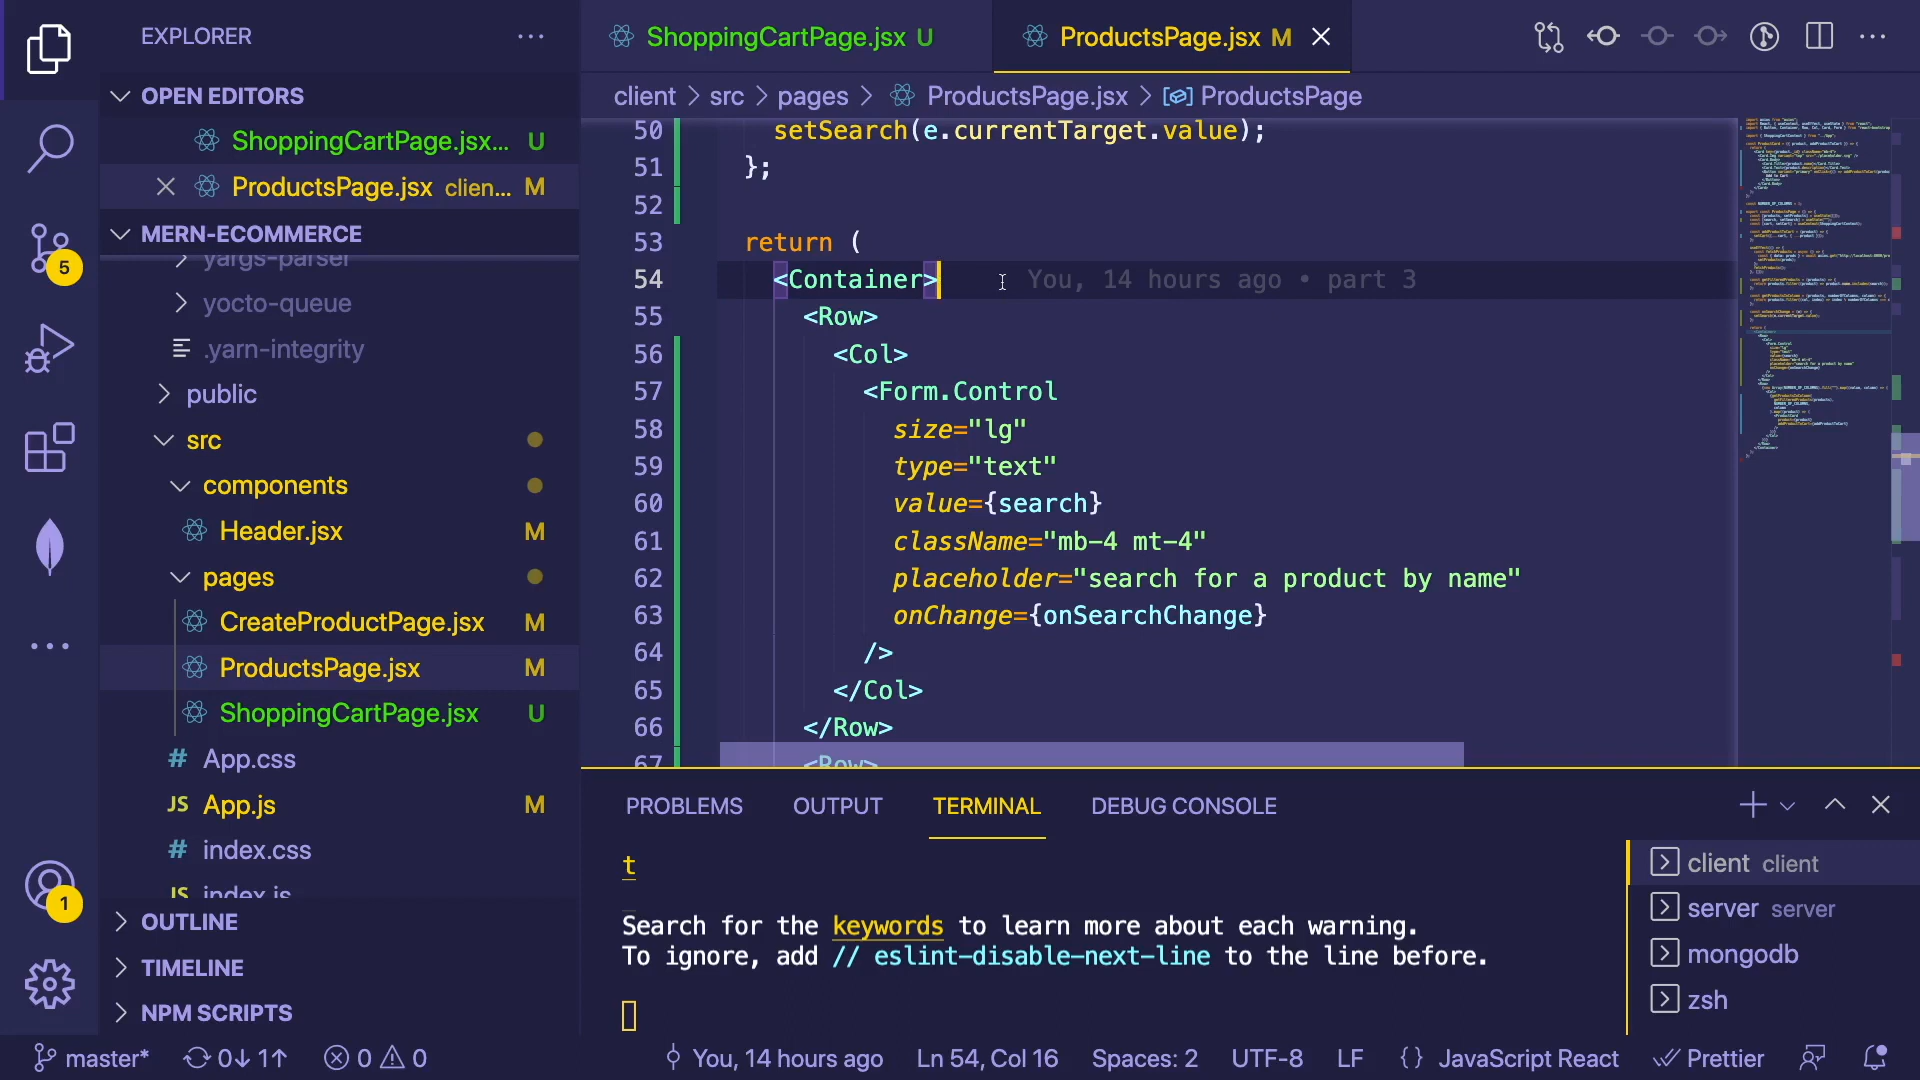 EXPLORER
OPEN EDITORS
ShoppingCartPage.jsx... U
ProductsPage.jsx clien... M
MERN-ECOMMERCE
yargs-parser
yocto-queue
.yarn-integrity
public
src
components
Header.jsx M
pages
CreateProductPage.jsx M
ProductsPage.jsx M
ShoppingCartPage.jsx U
# App.css
JS App.js M
# index.css
JS index.js
OUTLINE
TIMELINE
NPM SCRIPTS
5
1
ShoppingCartPage.jsx U
ProductsPage.jsx M
client > src > pages > ProductsPage.jsx > ProductsPage
50 setSearch(e.currentTarget.value);
51 };
52
53 return (
54 <Container> You, 14 hours ago • part 3
55 <Row>
56 <Col>
57 <Form.Control
58 size="lg"
59 type="text"
60 value={search}
61 className="mb-4 mt-4"
62 placeholder="search for a product by name"
63 onChange={onSearchChange}
64 />
65 </Col>
66 </Row>
67 <Row>
PROBLEMS OUTPUT TERMINAL DEBUG CONSOLE
t
Search for the keywords to learn more about each warning.
To ignore, add // eslint-disable-next-line to the line before.
client client
server server
mongodb
zsh
master* 0↓ 1↑ 0 0 You, 14 hours ago Ln 54, Col 16 Spaces: 2 UTF-8 LF {} JavaScript React Prettier